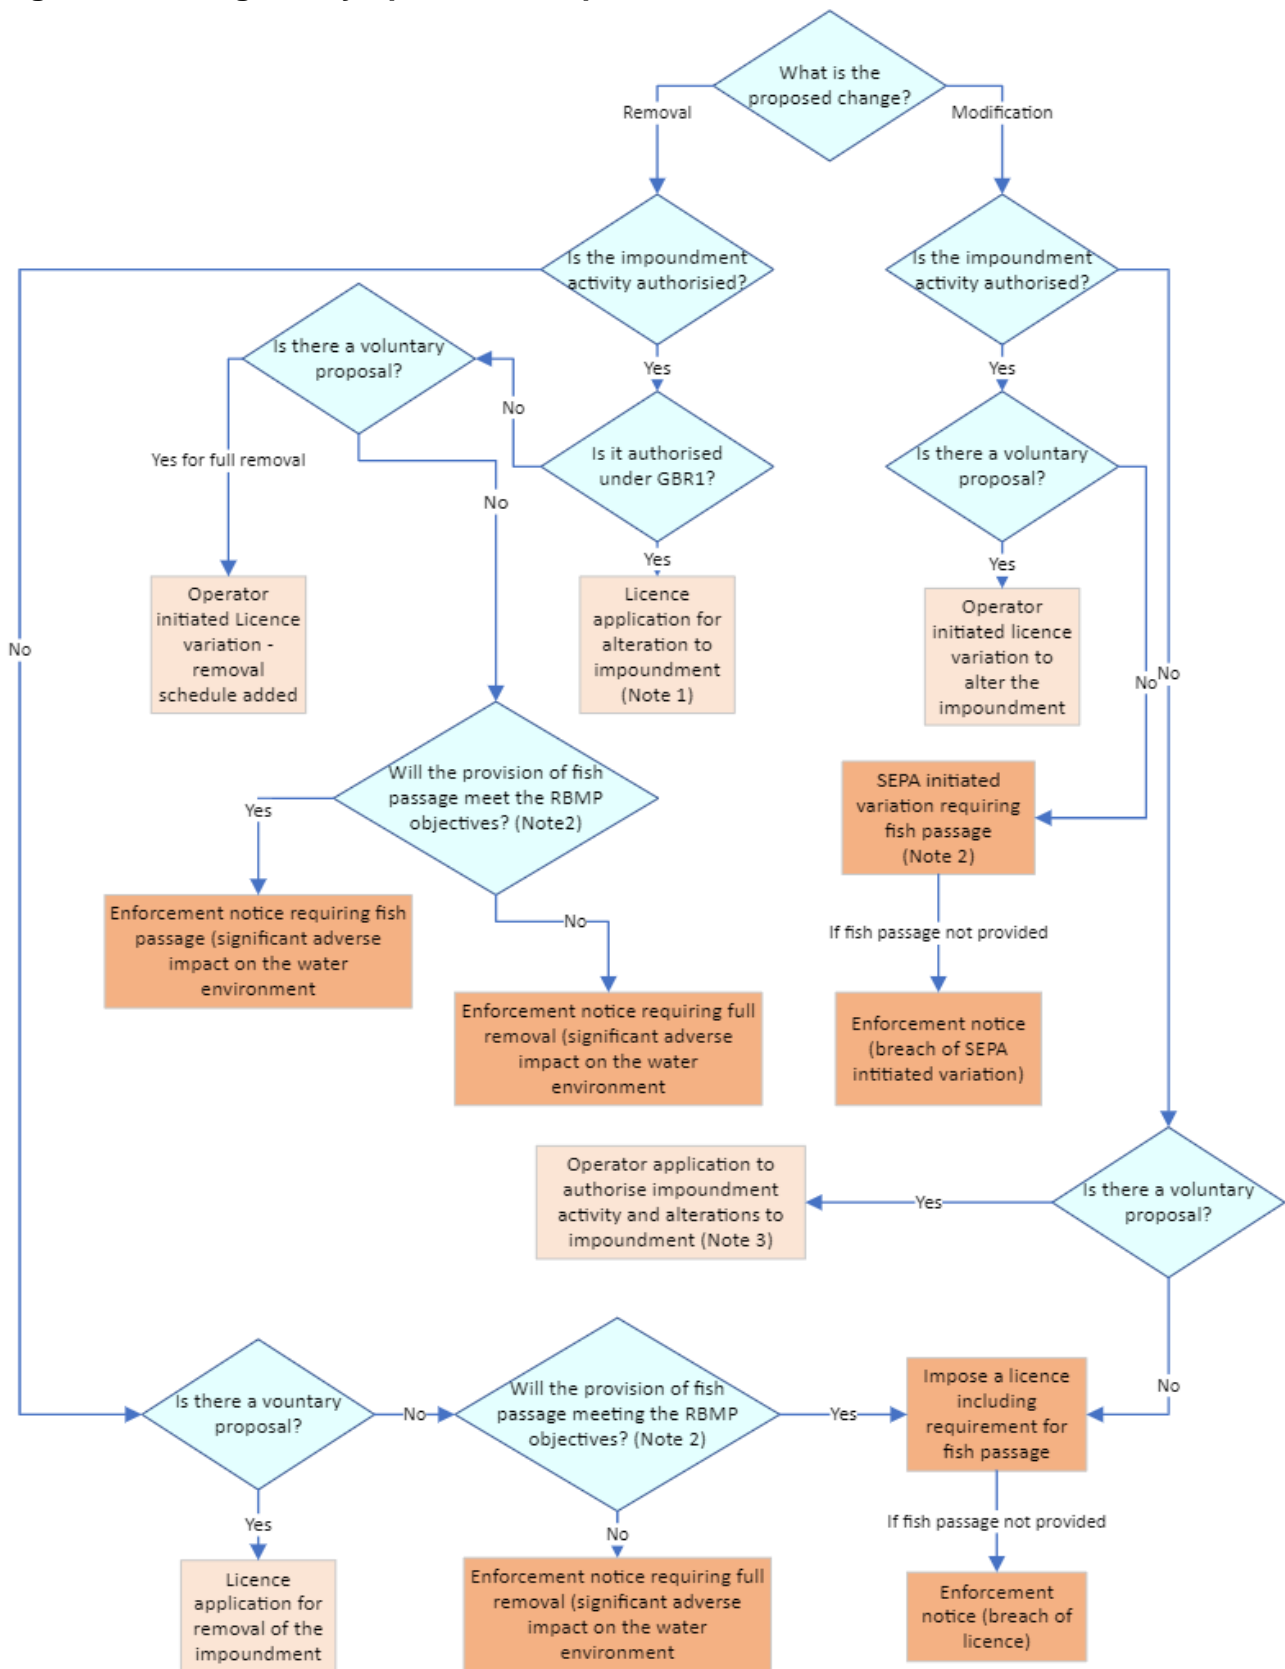 What is the
proposed change?
Removal
Modification
Is the impoundment
activity authorisied?
Is the impoundment
activity authorised?
Is there a voluntary
proposal?
Yes
Yes
No
Yes for full removal
Is it authorised
under GBR1?
Is there a voluntary
proposal?
No
No
Yes
Yes
Operator
initiated Licence
variation -
removal
schedule added
Licence
application for
alteration to
impoundment
(Note 1)
Operator
initiated licence
variation to
alter the
impoundment
No
No
No
Will the provision of fish
passage meet the RBMP
objectives? (Note2)
Yes
SEPA initiated
variation requiring
fish passage
(Note 2)
Enforcement notice requiring fish
passage (significant adverse
impact on the water
environment
No
If fish passage not provided
Enforcement notice requiring full
removal (significant adverse
impact on the water
environment
Enforcement notice
(breach of SEPA
intitiated variation)
Operator application to
authorise impoundment
activity and alterations to
impoundment (Note 3)
Yes
Is there a voluntary
proposal?
No
Is there a vountary
proposal?
No
Will the provision of fish
passage meeting the RBMP
objectives? (Note 2)
Yes
Impose a licence
including
requirement for
fish passage
Yes
No
If fish passage not provided
Licence
application for
removal of the
impoundment
Enforcement notice requiring full
removal (significant adverse
impact on the water
environment
Enforcement
notice (breach of
licence)